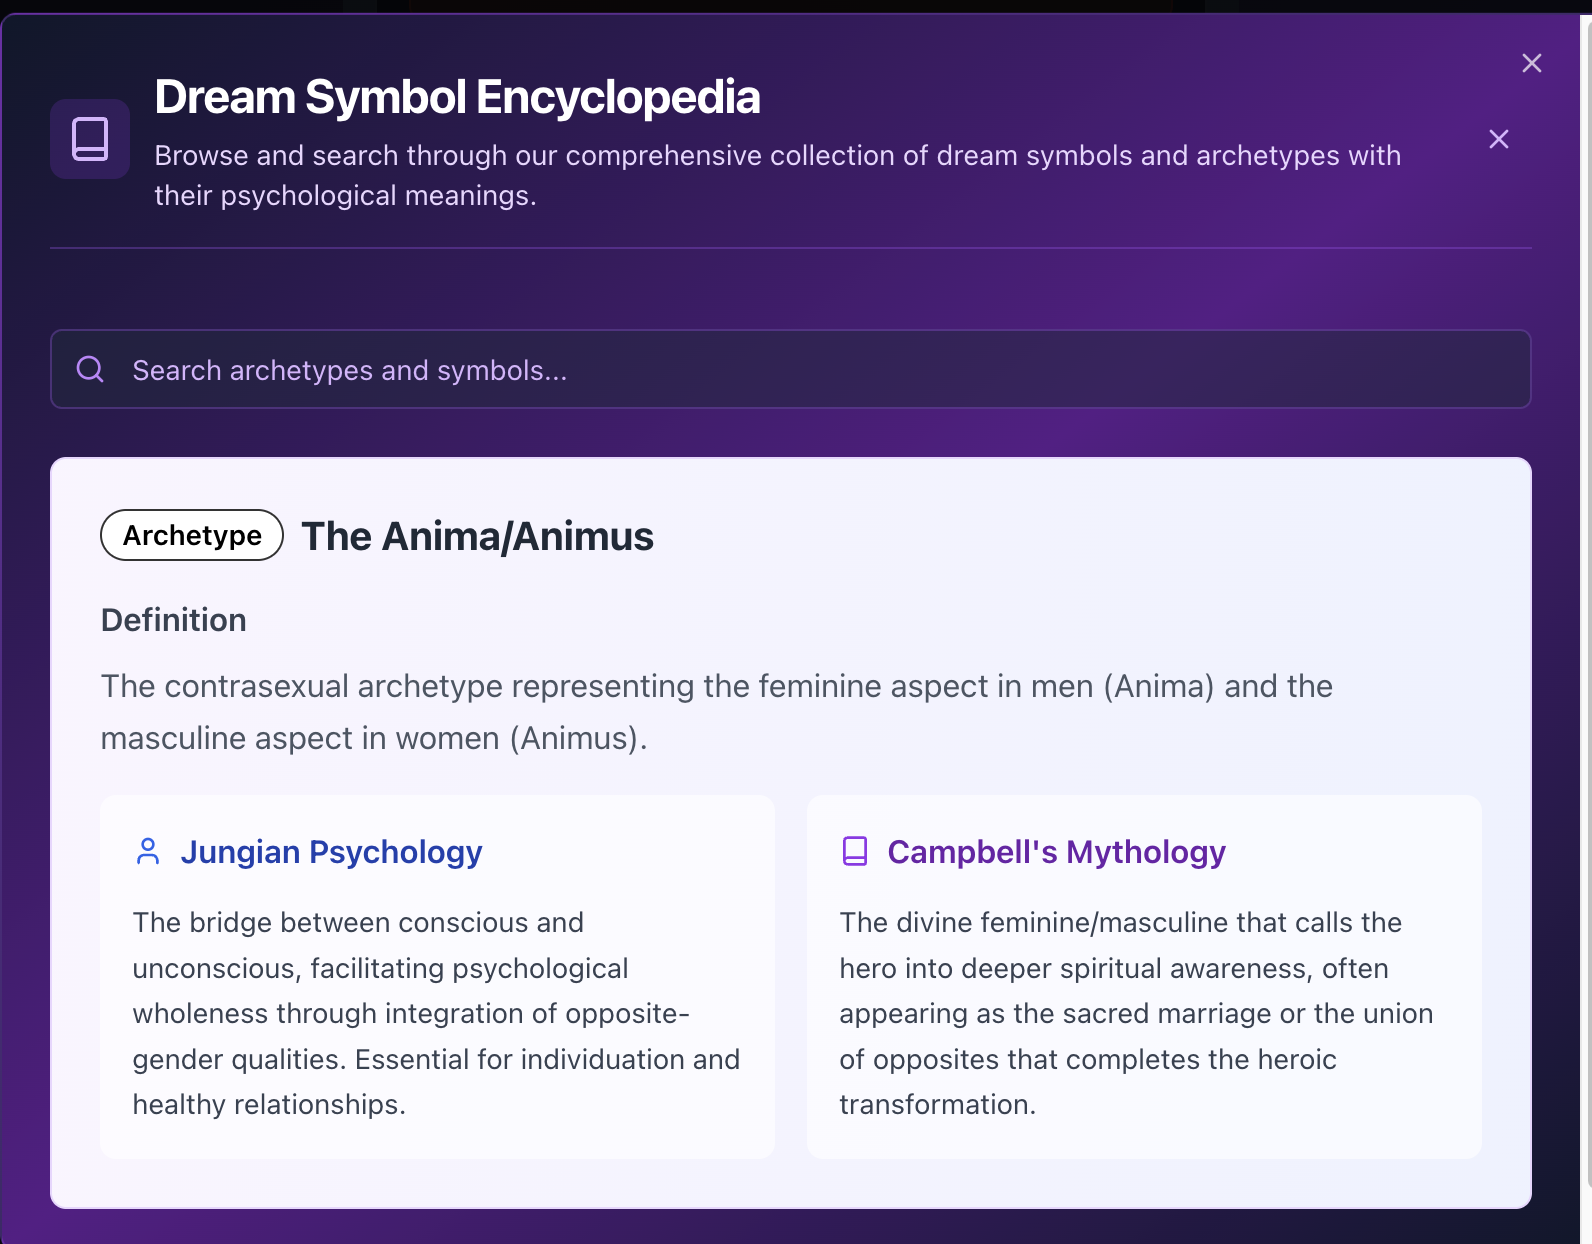 Dream Symbol Encyclopedia
Browse and search through our comprehensive collection of dream symbols and archetypes with
their psychological meanings.
Search archetypes and symbols...
Archetype The Anima/Animus
Definition
The contrasexual archetype representing the feminine aspect in men (Anima) and the
masculine aspect in women (Animus).
Jungian Psychology
The bridge between conscious and
unconscious, facilitating psychological
wholeness through integration of opposite-
gender qualities. Essential for individuation and
healthy relationships.
Campbell's Mythology
The divine feminine/masculine that calls the
hero into deeper spiritual awareness, often
appearing as the sacred marriage or the union
of opposites that completes the heroic
transformation.